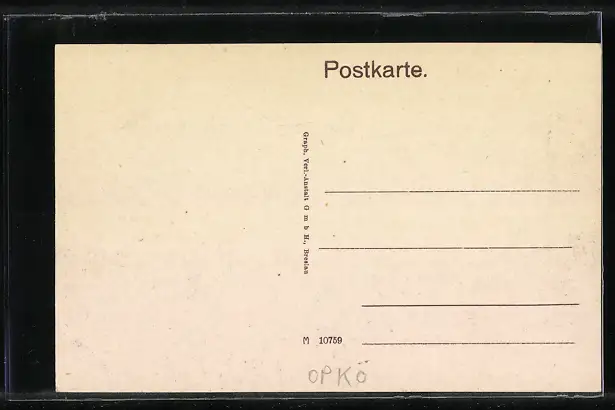 Postkarte.
Graph. Verl.-Anstalt G m b H., Breslau
M 10759
OPKO